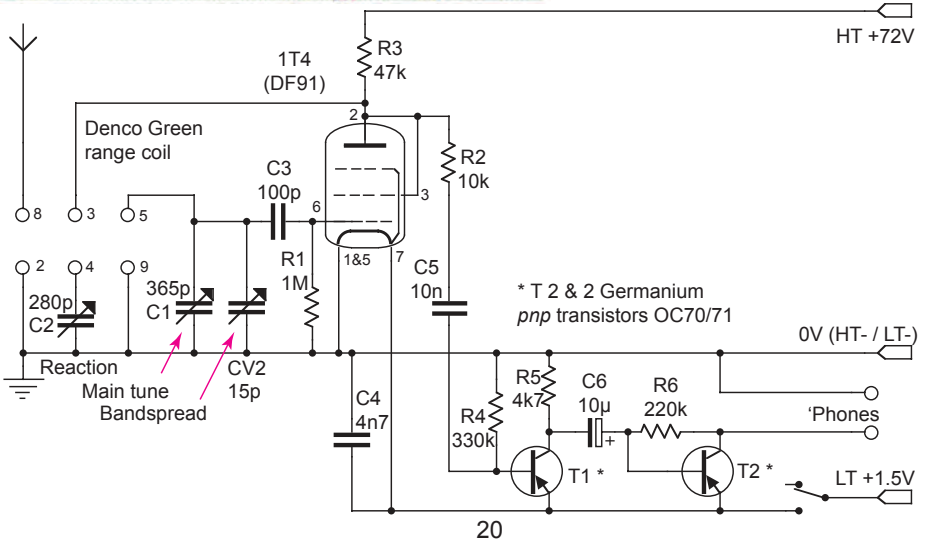 HT +72V
R3
47k
1T4
(DF91)
2
Denco Green
range coil
C3
100p
R2
10k
3
6
8
3
5
R1
1M
1&5
7
C5
10n
2
4
9
365p
C1
280p
C2
* T 2 & 2 Germanium
pnp transistors OC70/71
0V (HT- / LT-)
Reaction
Main tune
Bandspread
CV2
15p
C4
4n7
R5
4k7
C6
10µ
+
R6
220k
R4
330k
'Phones
T1 *
T2 *
LT +1.5V
20